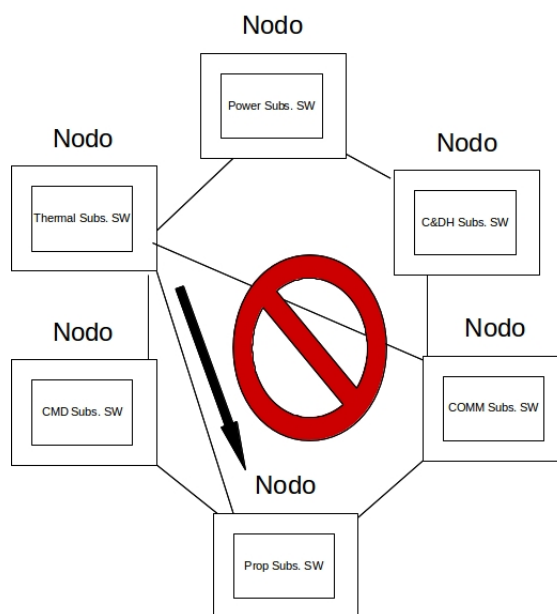 Nodo
Power Subs. SW
Nodo
Thermal Subs. SW
Nodo
C&DH Subs. SW
Nodo
CMD Subs. SW
Nodo
COMM Subs. SW
Nodo
Prop Subs. SW